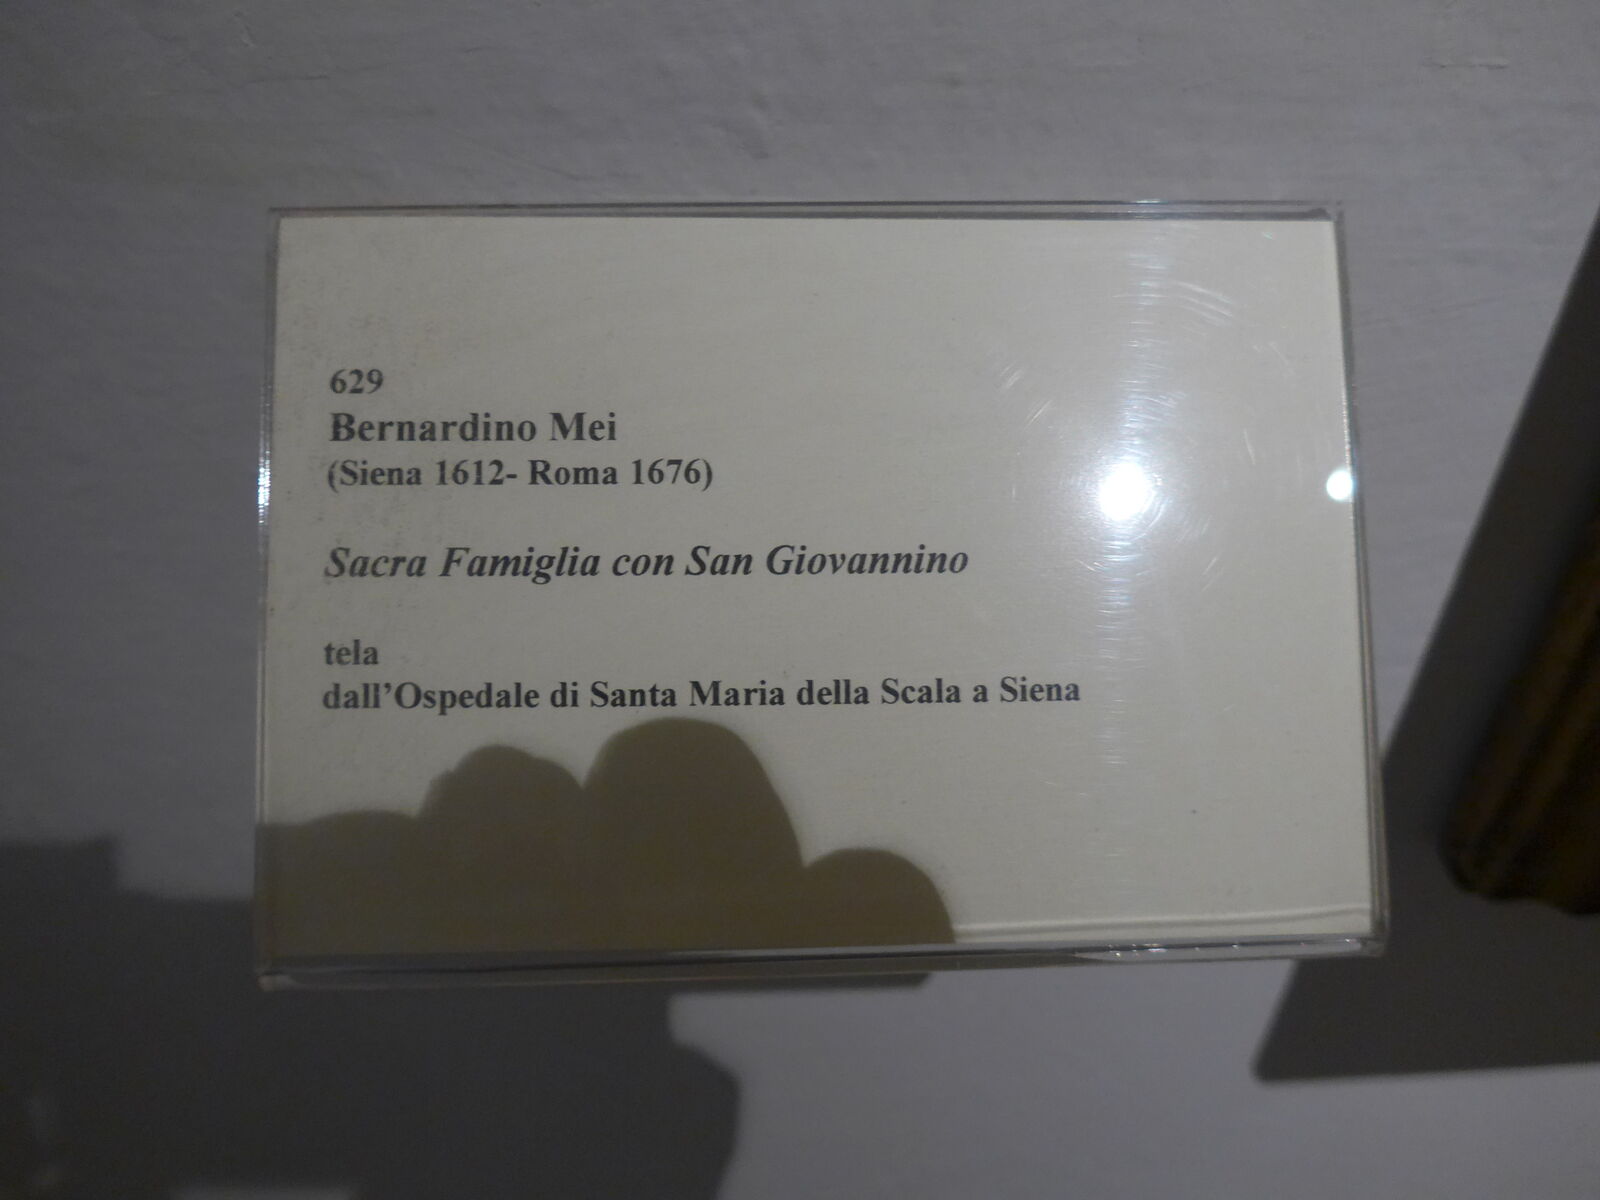 629
Bernardino Mei
(Siena 1612- Roma 1676)
Sacra Famiglia con San Giovannino
tela
dall’Ospedale di Santa Maria della Scala a Siena